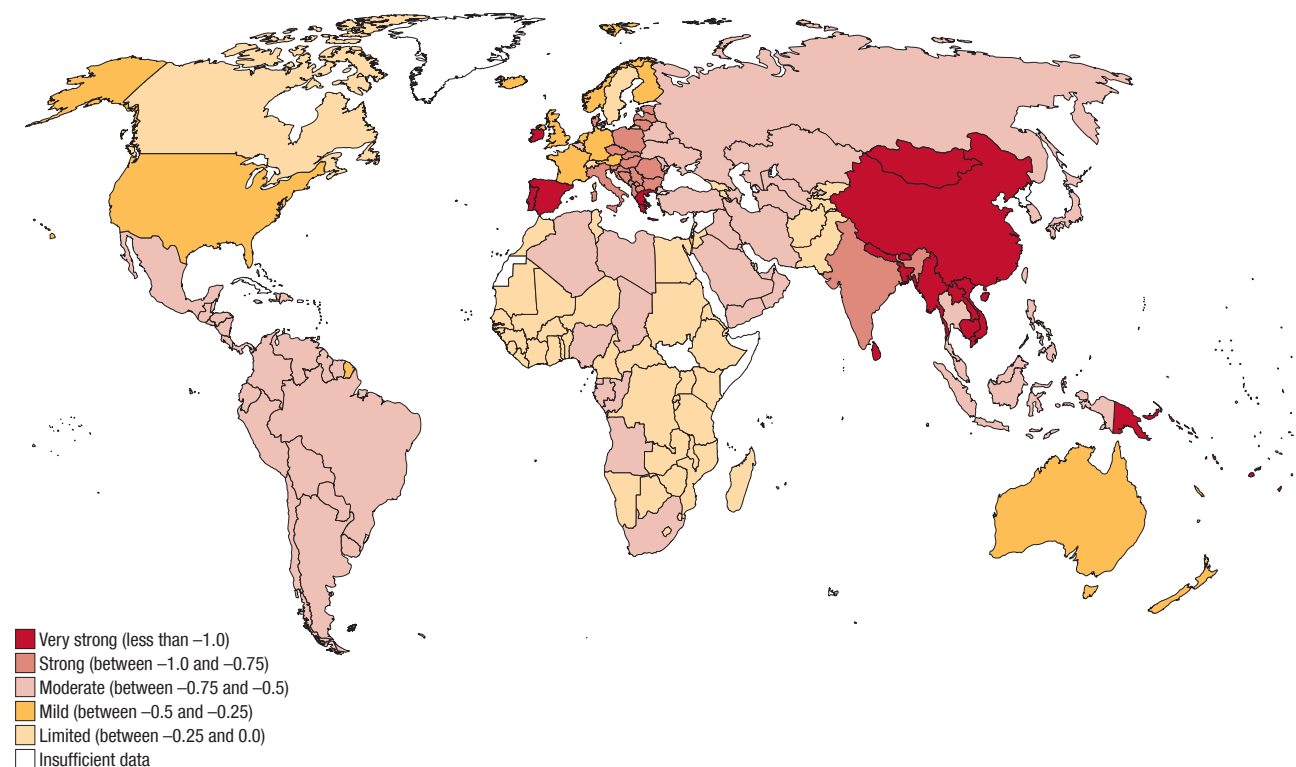 Very strong (less than –1.0)
Strong (between –1.0 and –0.75)
Moderate (between –0.75 and –0.5)
Mild (between –0.5 and –0.25)
Limited (between –0.25 and 0.0)
Insufficient data